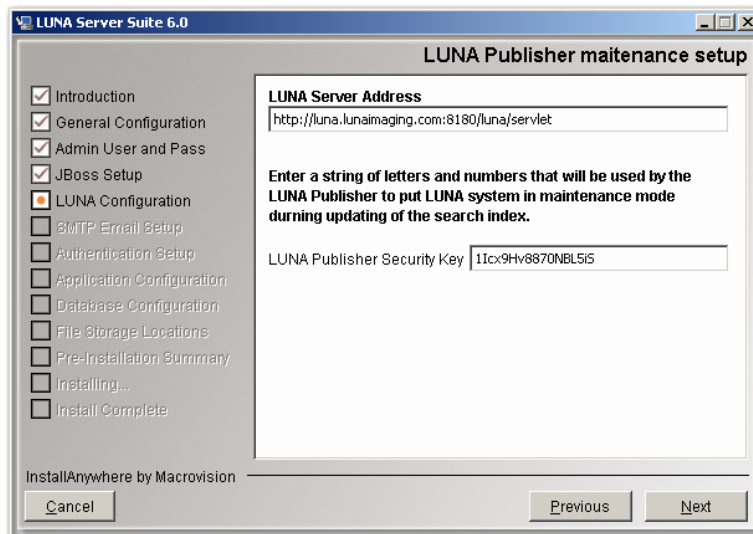 LUNA Server Suite 6.0
LUNA Publisher maitenance setup
Introduction
General Configuration
Admin User and Pass
JBoss Setup
LUNA Configuration
SMTP Email Setup
Authentication Setup
Application Configuration
Database Configuration
File Storage Locations
Pre-Installation Summary
Installing...
Install Complete
LUNA Server Address
http://luna.lunaimaging.com:8180/luna/servlet
Enter a string of letters and numbers that will be used by the
LUNA Publisher to put LUNA system in maintenance mode
durning updating of the search index.
LUNA Publisher Security Key 1Icx9Hv8870NBL5iS
InstallAnywhere by Macrovision
Cancel
Previous
Next